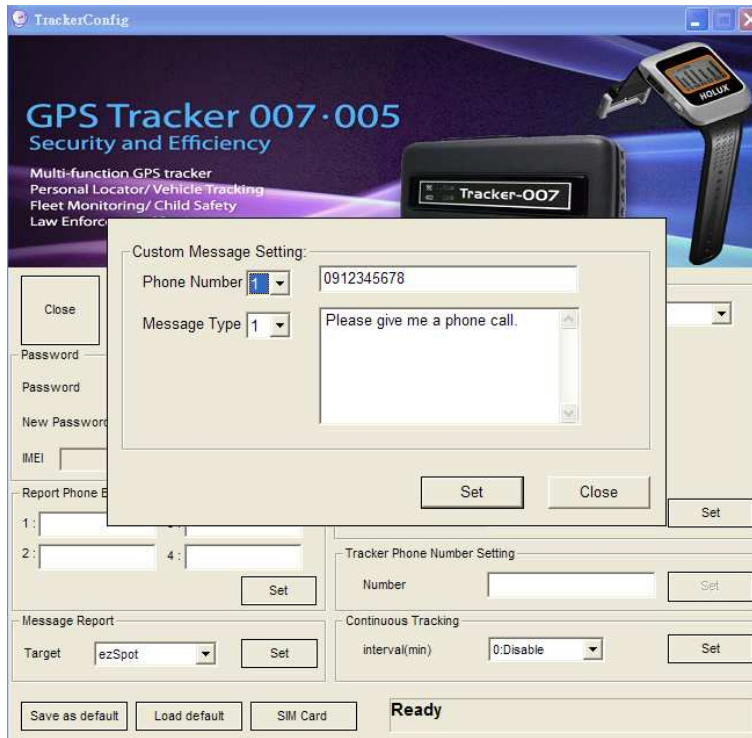 TrackerConfig
GPS Tracker 007·005
Security and Efficiency
Multi-function GPS tracker
Personal Locator/ Vehicle Tracking
Fleet Monitoring/ Child Safety
Law Enforc
HOLUX
Tracker-007
Custom Message Setting:
Phone Number 1 0912345678
Message Type 1 Please give me a phone call.
Set Close
Close
Password
Password
New Password
IMEI
Report Phone
1 :
2 : 4 :
Set
Message Report
Target ezSpot Set
Set
Tracker Phone Number Setting
Number Set
Continuous Tracking
interval(min) 0:Disable Set
Save as default Load default SIM Card Ready